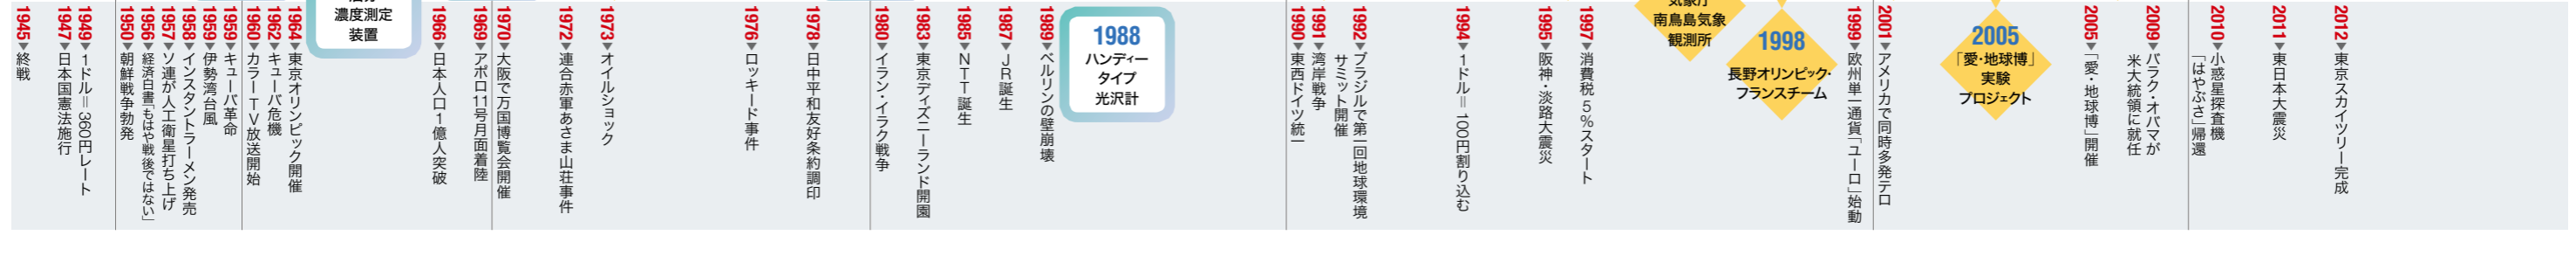 濃度測定
装置
1945▼終戦
1947▼日本国憲法施行
1949▼1ドル＝360円レート
1950▼朝鮮戦争勃発
1956▼経済白書「もはや戦後ではない」
1957▼ソ連が人工衛星打ち上げ
1958▼インスタントラーメン発売
1959▼伊勢湾台風
1959▼キューバ革命
1960▼カラーTV放送開始
1962▼キューバ危機
1964▼東京オリンピック開催
1966▼日本人口1億人突破
1969▼アポロ11号月面着陸
1970▼大阪で万国博覧会開催
1972▼連合赤軍あさま山荘事件
1973▼オイルショック
1976▼ロッキード事件
1978▼日中平和友好条約調印
1980▼イラン・イラク戦争
1983▼東京ディズニーランド開園
1985▼NTT誕生
1987▼JR誕生
1989▼ベルリンの壁崩壊
1988
ハンディー
タイプ
光沢計
1990▼東西ドイツ統一
1991▼湾岸戦争
1992▼ブラジルで第一回地球環境
サミット開催
1994▼1ドル＝100円割り込む
1995▼阪神・淡路大震災
1997▼消費税5%スタート
気象庁
南鳥島気象
観測所
1998
長野オリンピック・
フランスチーム
1999▼欧州単一通貨「ユーロ」始動
2001▼アメリカで同時多発テロ
2005
「愛・地球博」
実験
プロジェクト
2005▼「愛・地球博」開催
2009▼バラク・オバマが
米大統領に就任
2010▼小惑星探査機
「はやぶさ」帰還
2011▼東日本大震災
2012▼東京スカイツリー完成